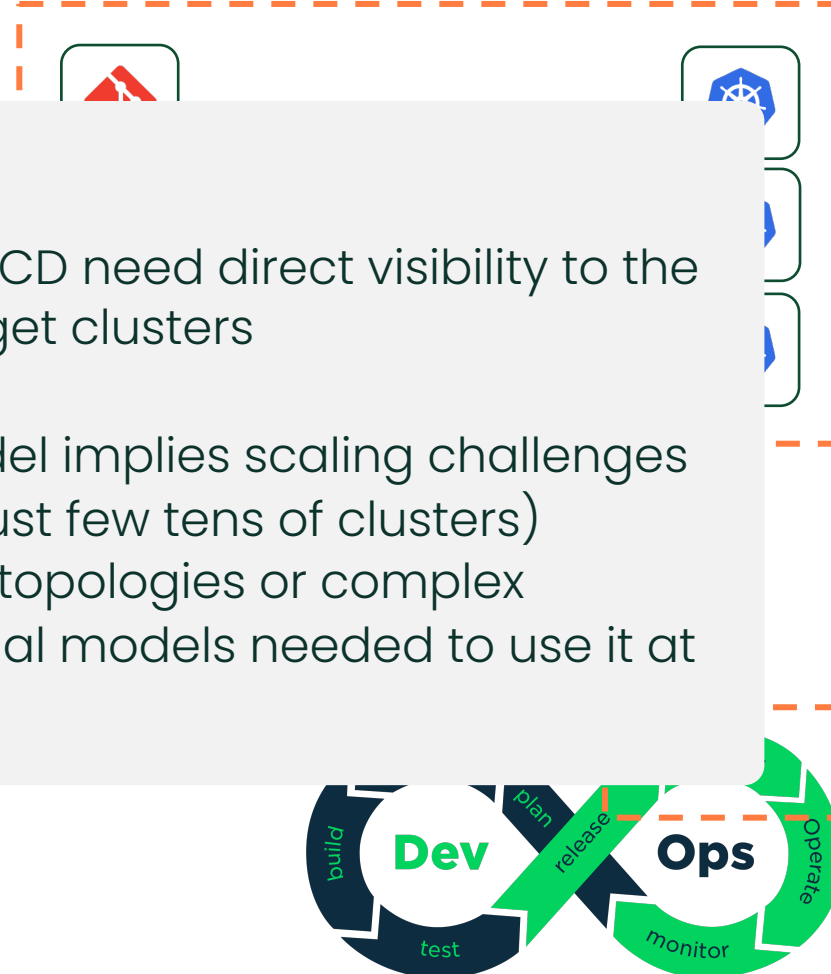 CD need direct visibility to the
get clusters
del implies scaling challenges
ust few tens of clusters)
topologies or complex
al models needed to use it at
plan
release
build
Dev
Ops
Operate
test
monitor